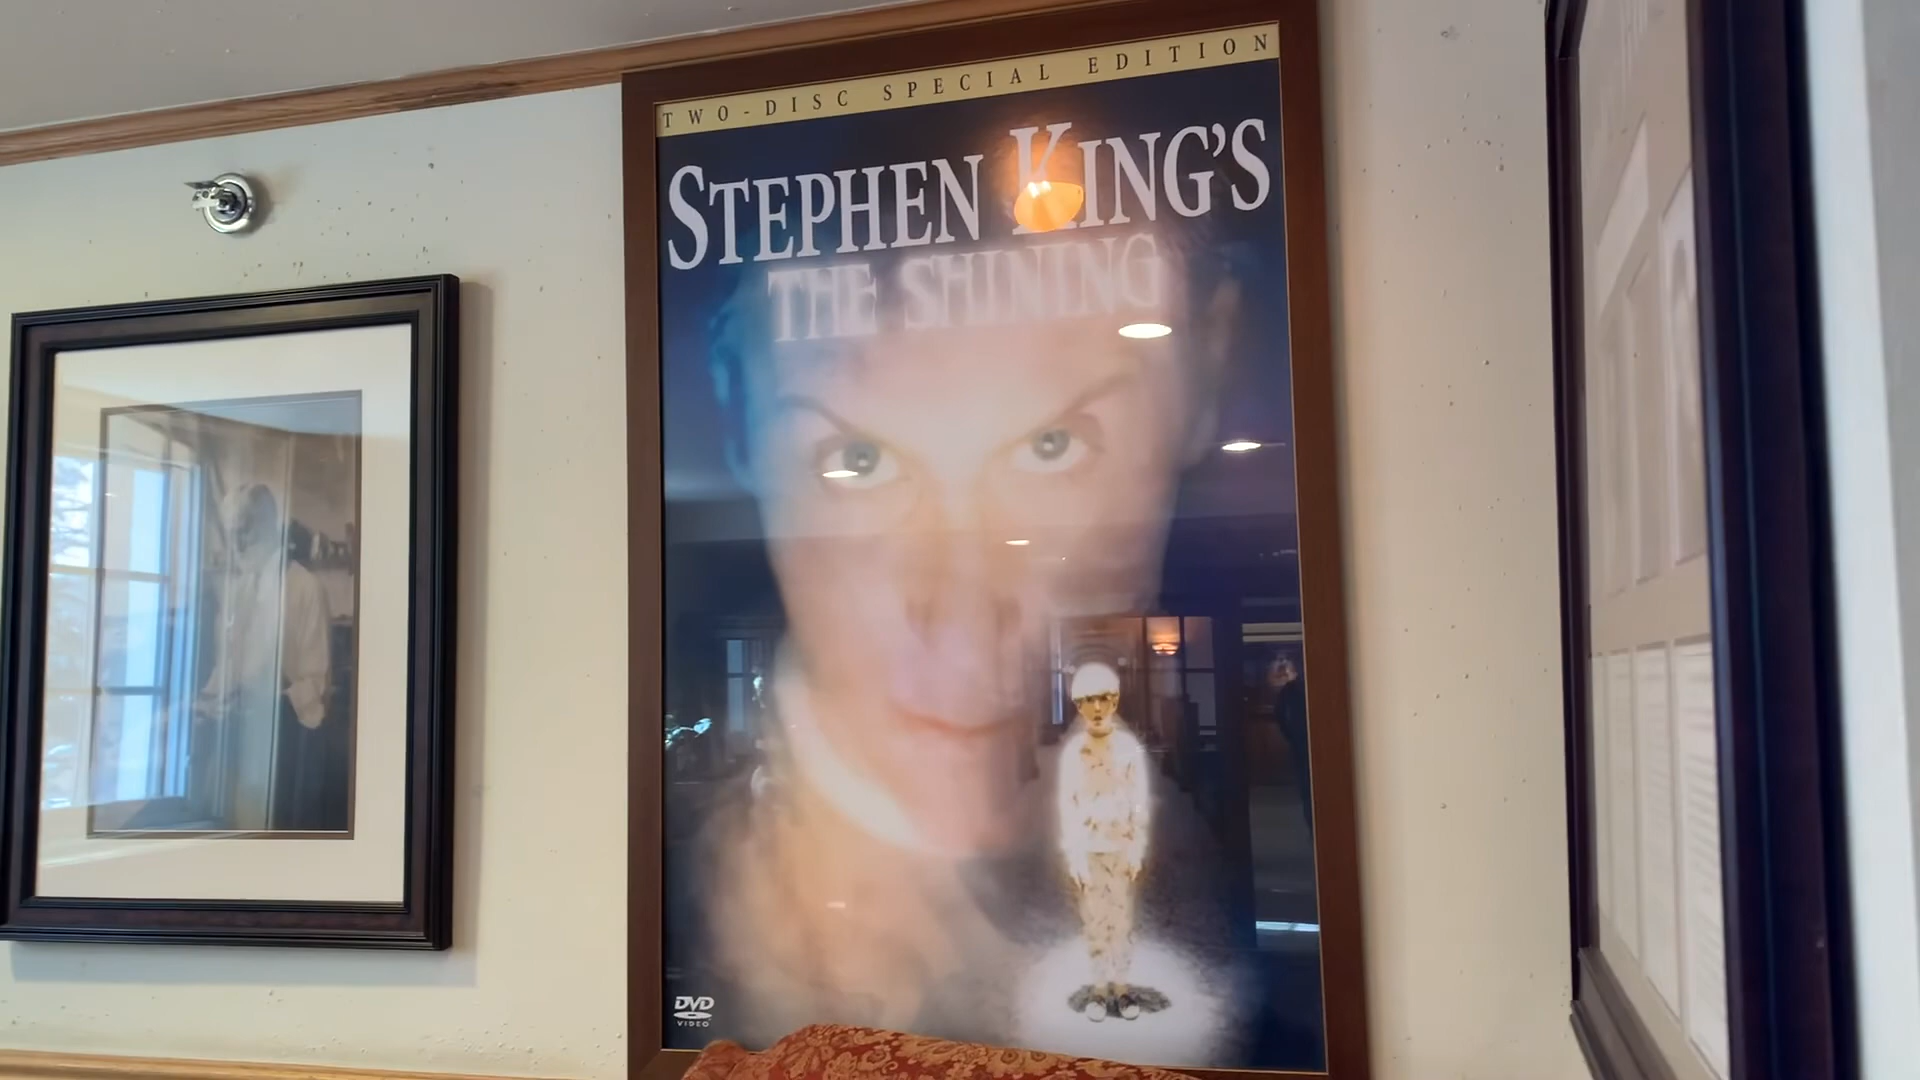 TWO-DISC SPECIAL EDITION
STEPHEN KING'S
THE SHINING
DVD
VIDEO